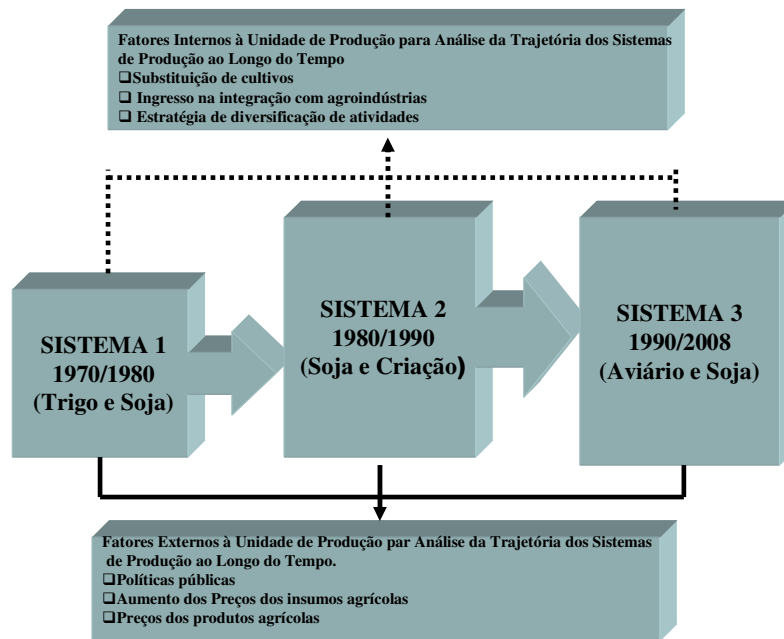 Fatores Internos à Unidade de Produção para Análise da Trajetória dos Sistemas
de Produção ao Longo do Tempo
❑Substituição de cultivos
❑ Ingresso na integração com agroindústrias
❑ Estratégia de diversificação de atividades
SISTEMA 1
1970/1980
(Trigo e Soja)
SISTEMA 2
1980/1990
(Soja e Criação)
SISTEMA 3
1990/2008
(Aviário e Soja)
Fatores Externos à Unidade de Produção par Análise da Trajetória dos Sistemas
de Produção ao Longo do Tempo.
❑Políticas públicas
❑Aumento dos Preços dos insumos agrícolas
❑Preços dos produtos agrícolas